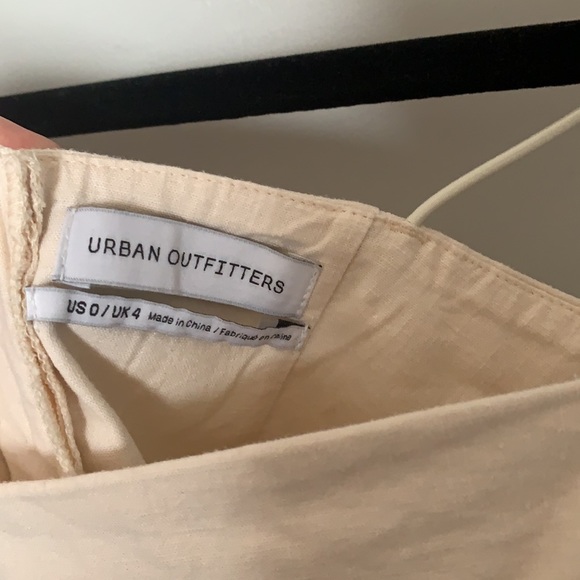 URBAN OUTFITTERS
US 0 / UK 4 Made in China / Fabriqué en Chine